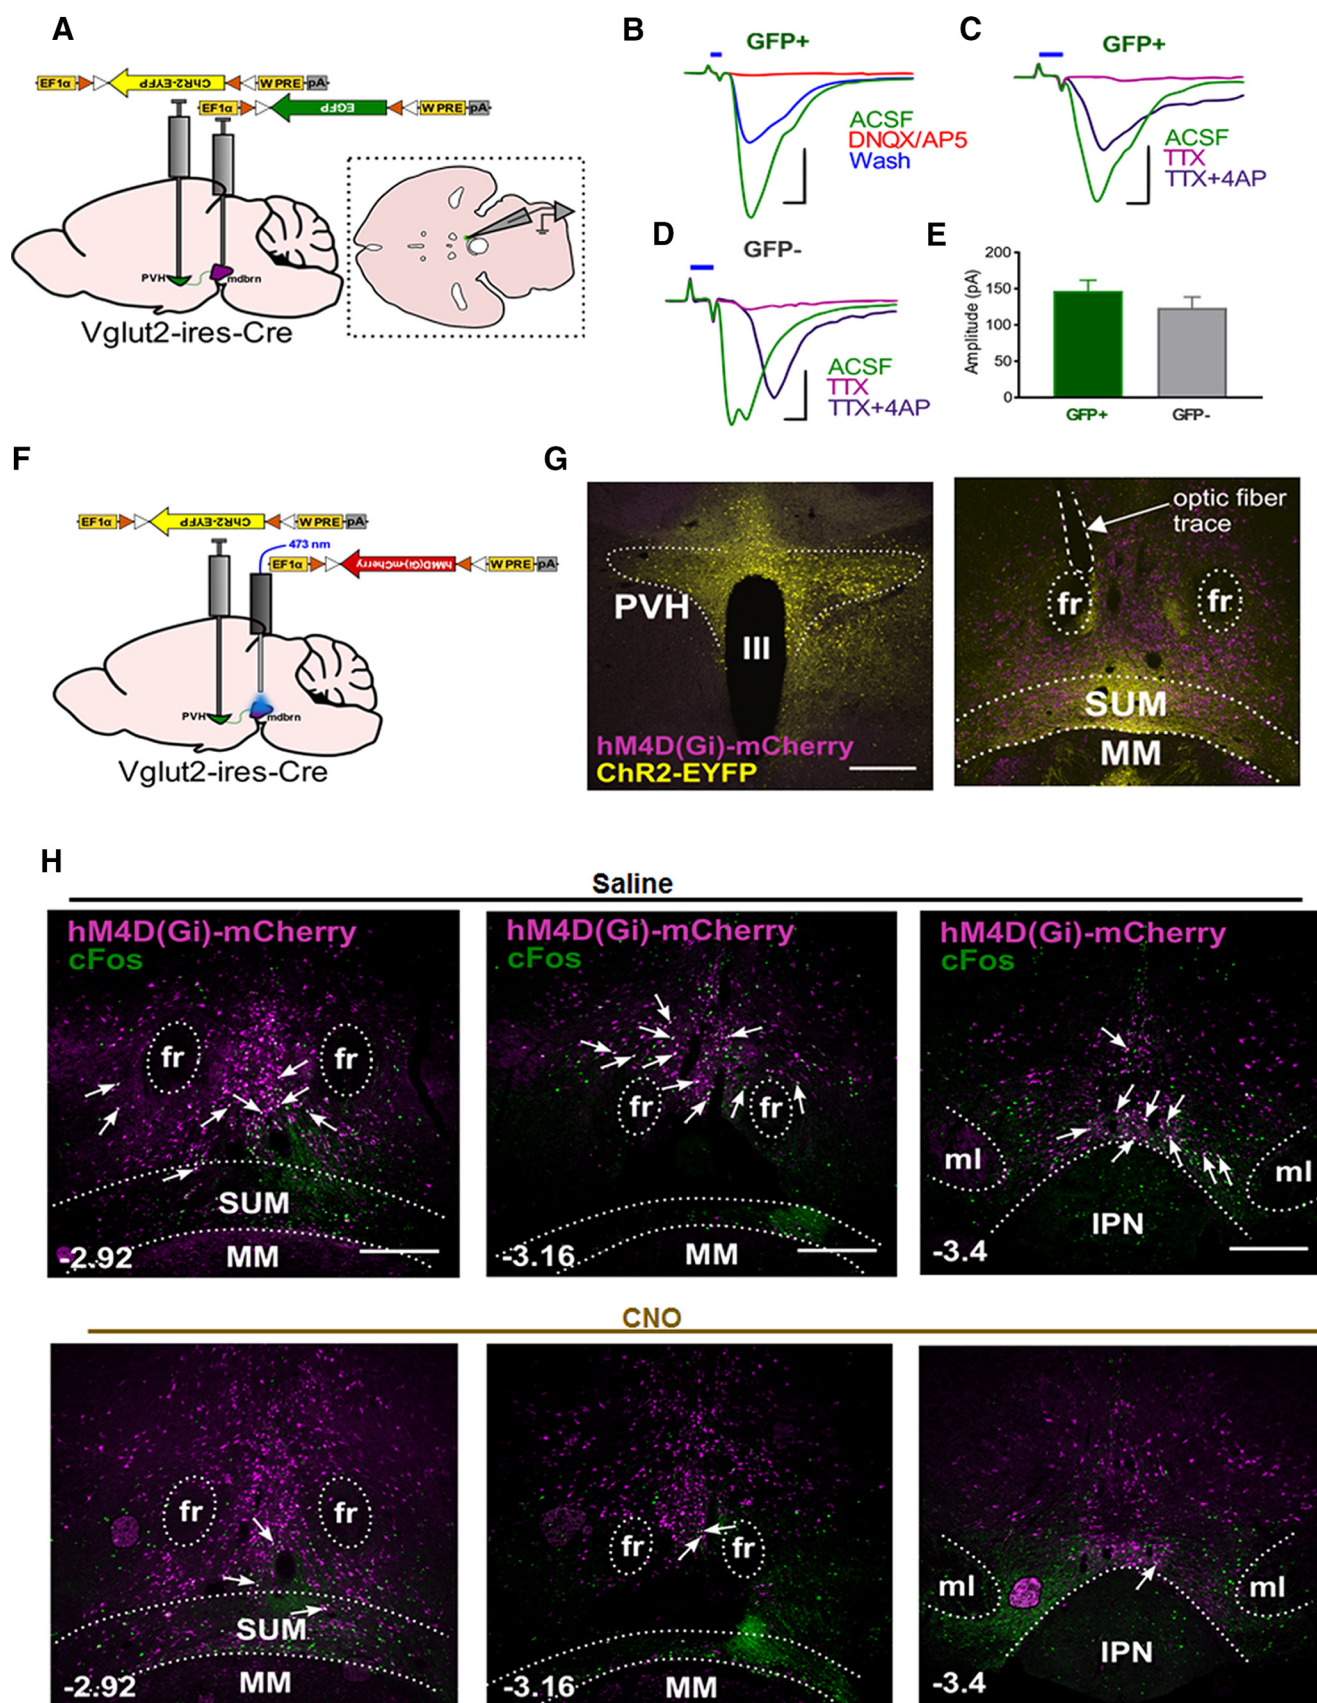 A
EF1α ChR2-EYFP WPRE pA
EF1α EGFP WPRE pA
PVH
mdbrn
Vglut2-ires-Cre
B
GFP+
ACSF
DNQX/AP5
Wash
C
GFP+
ACSF
TTX
TTX+4AP
D
GFP-
ACSF
TTX
TTX+4AP
E
Amplitude (pA)
200
150
100
50
0
GFP+
GFP-
F
EF1α ChR2-EYFP WPRE pA
473 nm
EF1α hM4D(Gi)-mCherry WPRE pA
PVH
mdbrn
Vglut2-ires-Cre
G
PVH
III
hM4D(Gi)-mCherry
ChR2-EYFP
optic fiber
trace
fr
fr
SUM
MM
H
Saline
hM4D(Gi)-mCherry
cFos
fr
fr
SUM
MM
-2.92
hM4D(Gi)-mCherry
cFos
fr
fr
MM
-3.16
hM4D(Gi)-mCherry
cFos
ml
ml
IPN
-3.4
CNO
fr
fr
SUM
MM
-2.92
fr
fr
MM
-3.16
ml
ml
IPN
-3.4